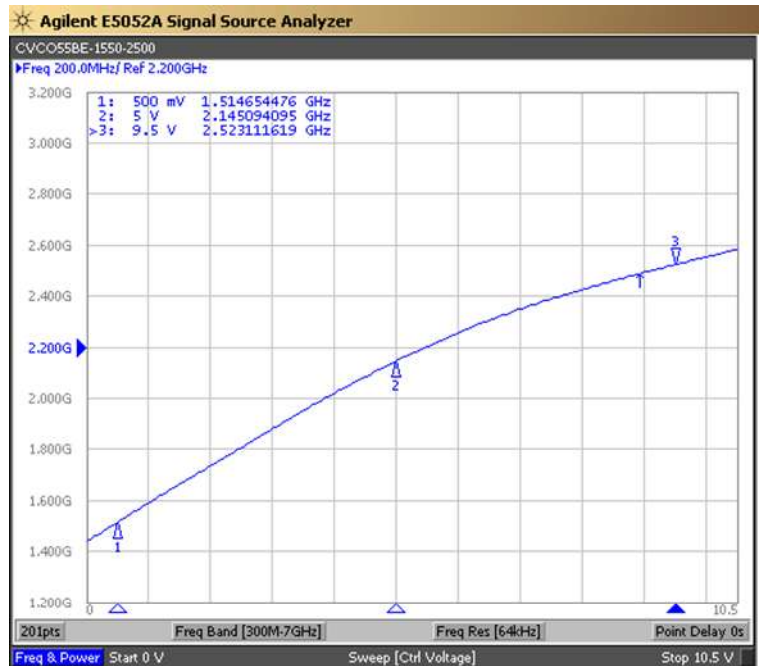 Agilent E5052A Signal Source Analyzer
CVCO55BE-1550-2500
Freq 200.0MHz/ Ref 2.200GHz
3.200G
1: 500 mV 1.514654476 GHz
2: 5 V 2.145094095 GHz
>3: 9.5 V 2.523111619 GHz
3.000G
2.800G
2.600G
3
2.400G
2.200G
2
2.000G
1.800G
1.600G
1
1.400G
1.200G
0 10.5
201pts Freq Band [300M-7GHz] Freq Res [64kHz] Point Delay 0s
Freq & Power Start 0 V Sweep [Ctrl Voltage] Stop 10.5 V